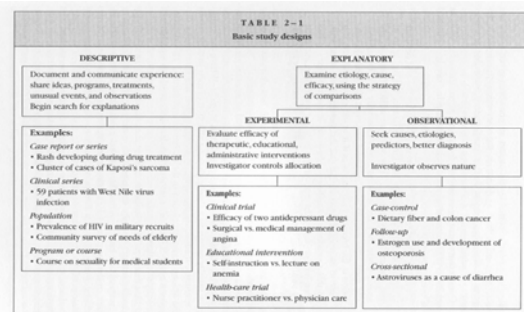 TABLE 2–1
Basic study designs
DESCRIPTIVE
Document and communicate experience:
share ideas, programs, treatments,
unusual events, and observations
Begin search for explanations
Examples:
Case report or series
• Rash developing during drug treatment
• Cluster of cases of Kaposi's sarcoma
Clinical series
• 59 patients with West Nile virus
infection
Population
• Prevalence of HIV in military recruits
• Community survey of needs of elderly
Program or course
• Course on sexuality for medical students
EXPLANATORY
Examine etiology, cause,
efficacy, using the strategy
of comparisons
EXPERIMENTAL
Evaluate efficacy of
therapeutic, educational,
administrative interventions
Investigator controls allocation
Examples:
Clinical trial
• Efficacy of two antidepressant drugs
• Surgical vs. medical management of
angina
Educational intervention
• Self-instruction vs. lecture on
anemia
Health-care trial
• Nurse practitioner vs. physician care
OBSERVATIONAL
Seek causes, etiologies,
predictors, better diagnosis
Investigator observes nature
Examples:
Case-control
• Dietary fiber and colon cancer
Follow-up
• Estrogen use and development of
osteoporosis
Cross-sectional
• Astroviruses as a cause of diarrhea